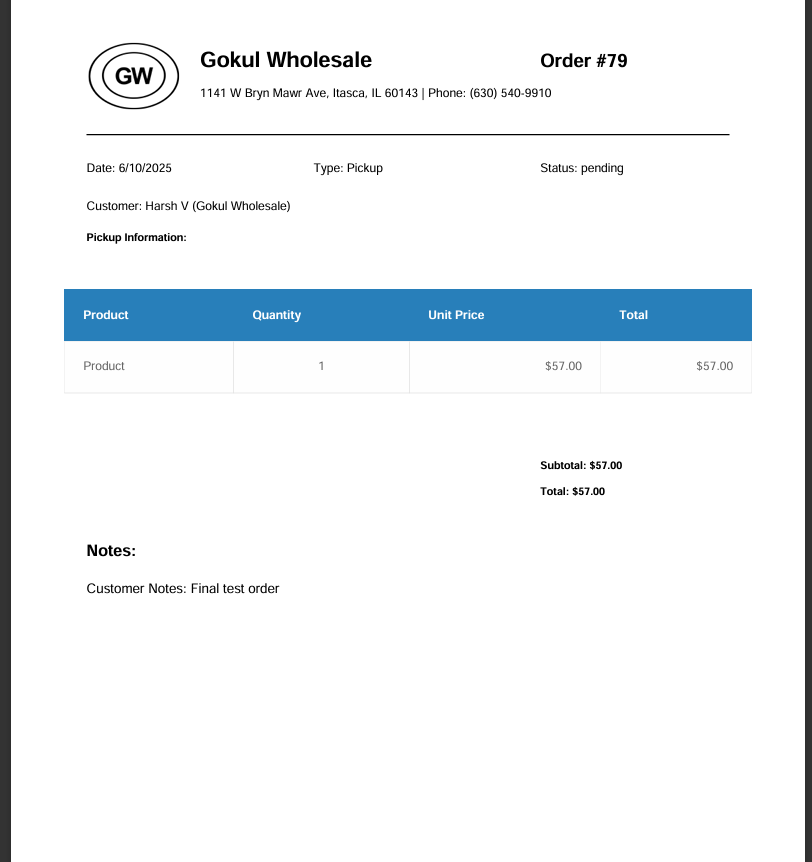 GW
Gokul Wholesale
Order #79
1141 W Bryn Mawr Ave, Itasca, IL 60143 | Phone: (630) 540-9910
Date: 6/10/2025 Type: Pickup Status: pending
Customer: Harsh V (Gokul Wholesale)
Pickup Information:
Product Quantity Unit Price Total
Product 1 $57.00 $57.00
Subtotal: $57.00
Total: $57.00
Notes:
Customer Notes: Final test order